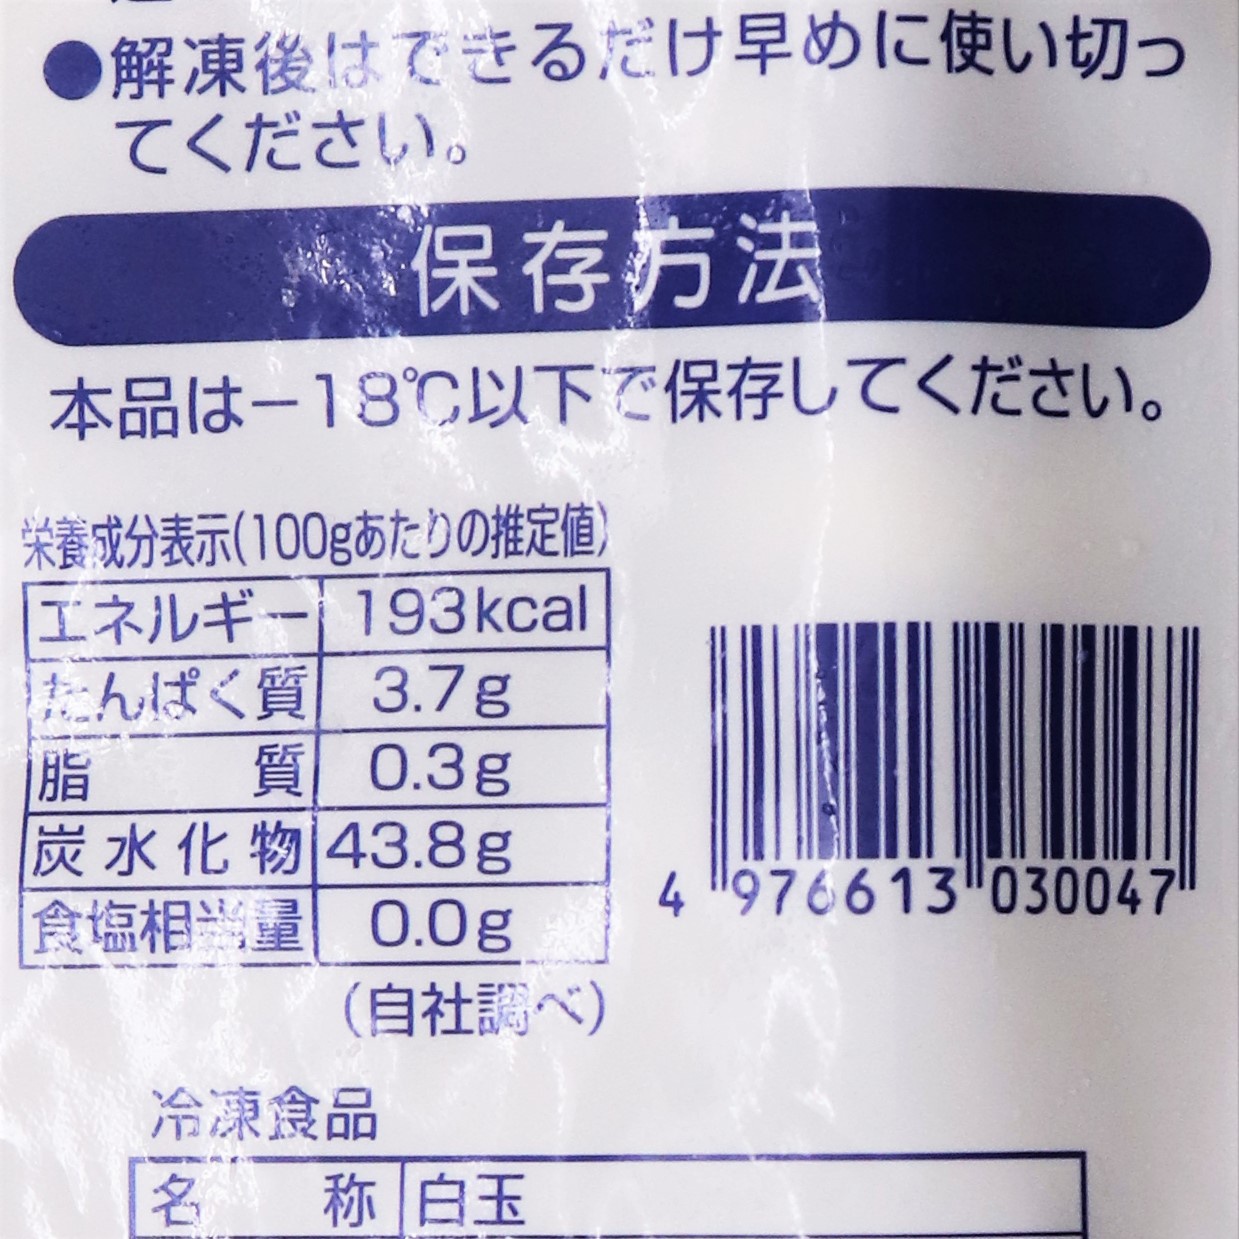 ●解凍後はできるだけ早めに使い切っ
てください。
保存方法
本品は－18℃以下で保存してください。
栄養成分表示(100gあたりの推定値)
エネルギー 193kcal
たんぱく質 3.7g
脂質 0.3g
炭水化物 43.8g
食塩相当量 0.0g
(自社調べ)
4 976613 030047
冷凍食品
名称 白玉